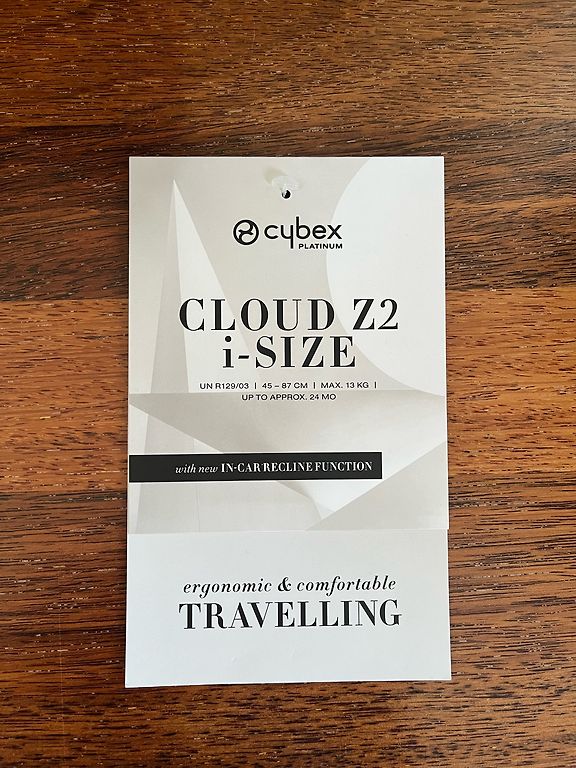 cybex
PLATINUM
CLOUD Z2
i-SIZE
UN R129/03 | 45 – 87 CM | MAX. 13 KG |
UP TO APPROX. 24 MO
with new IN-CAR RECLINE FUNCTION
ergonomic & comfortable
TRAVELLING